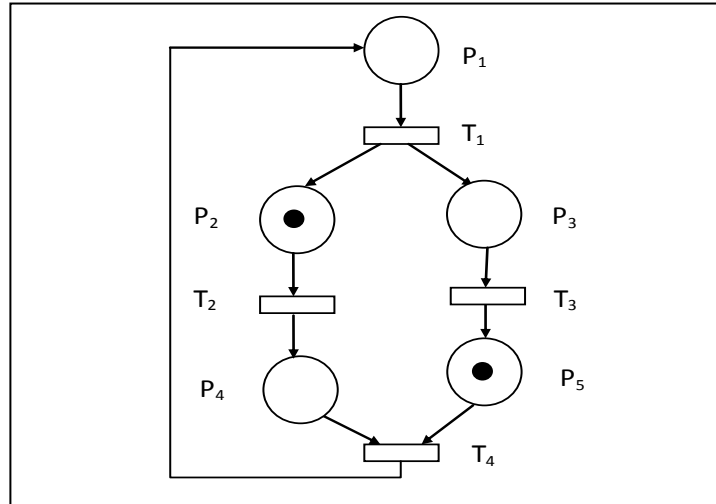 P₁
T₁
P₂
P₃
T₂
T₃
P₄
P₅
T₄